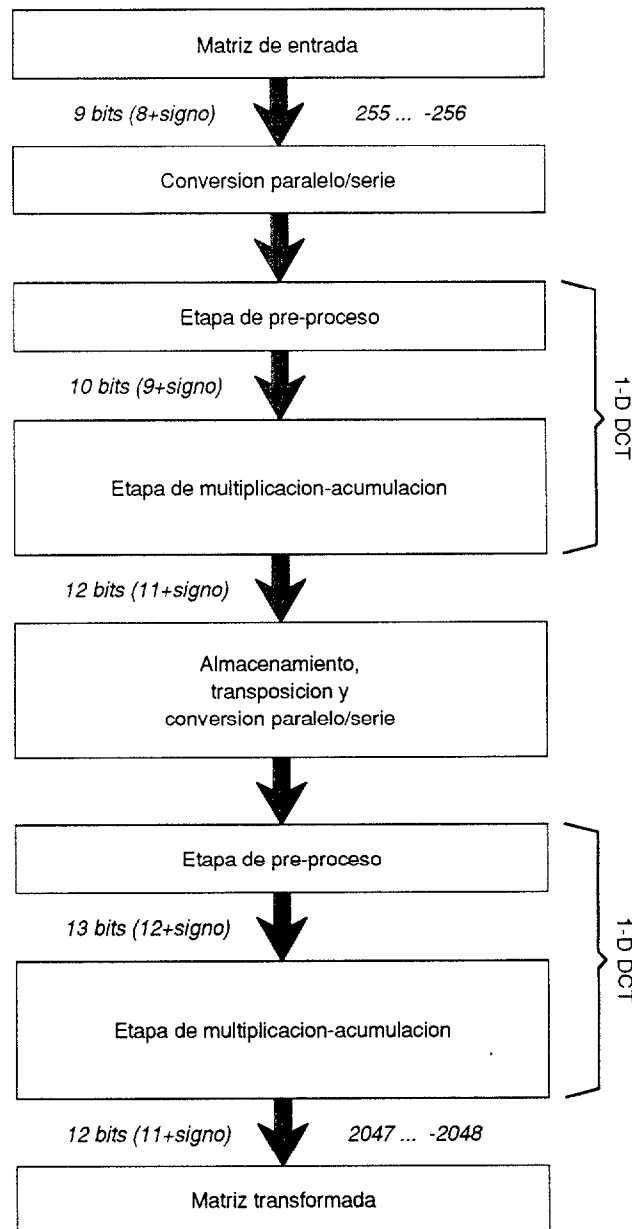 Matriz de entrada
9 bits (8+signo)
255 ... -256
Conversion paralelo/serie
Etapa de pre-proceso
10 bits (9+signo)
1-D DCT
Etapa de multiplicacion-acumulacion
12 bits (11+signo)
Almacenamiento,
transposicion y
conversion paralelo/serie
Etapa de pre-proceso
13 bits (12+signo)
1-D DCT
Etapa de multiplicacion-acumulacion
12 bits (11+signo)
2047 ... -2048
Matriz transformada